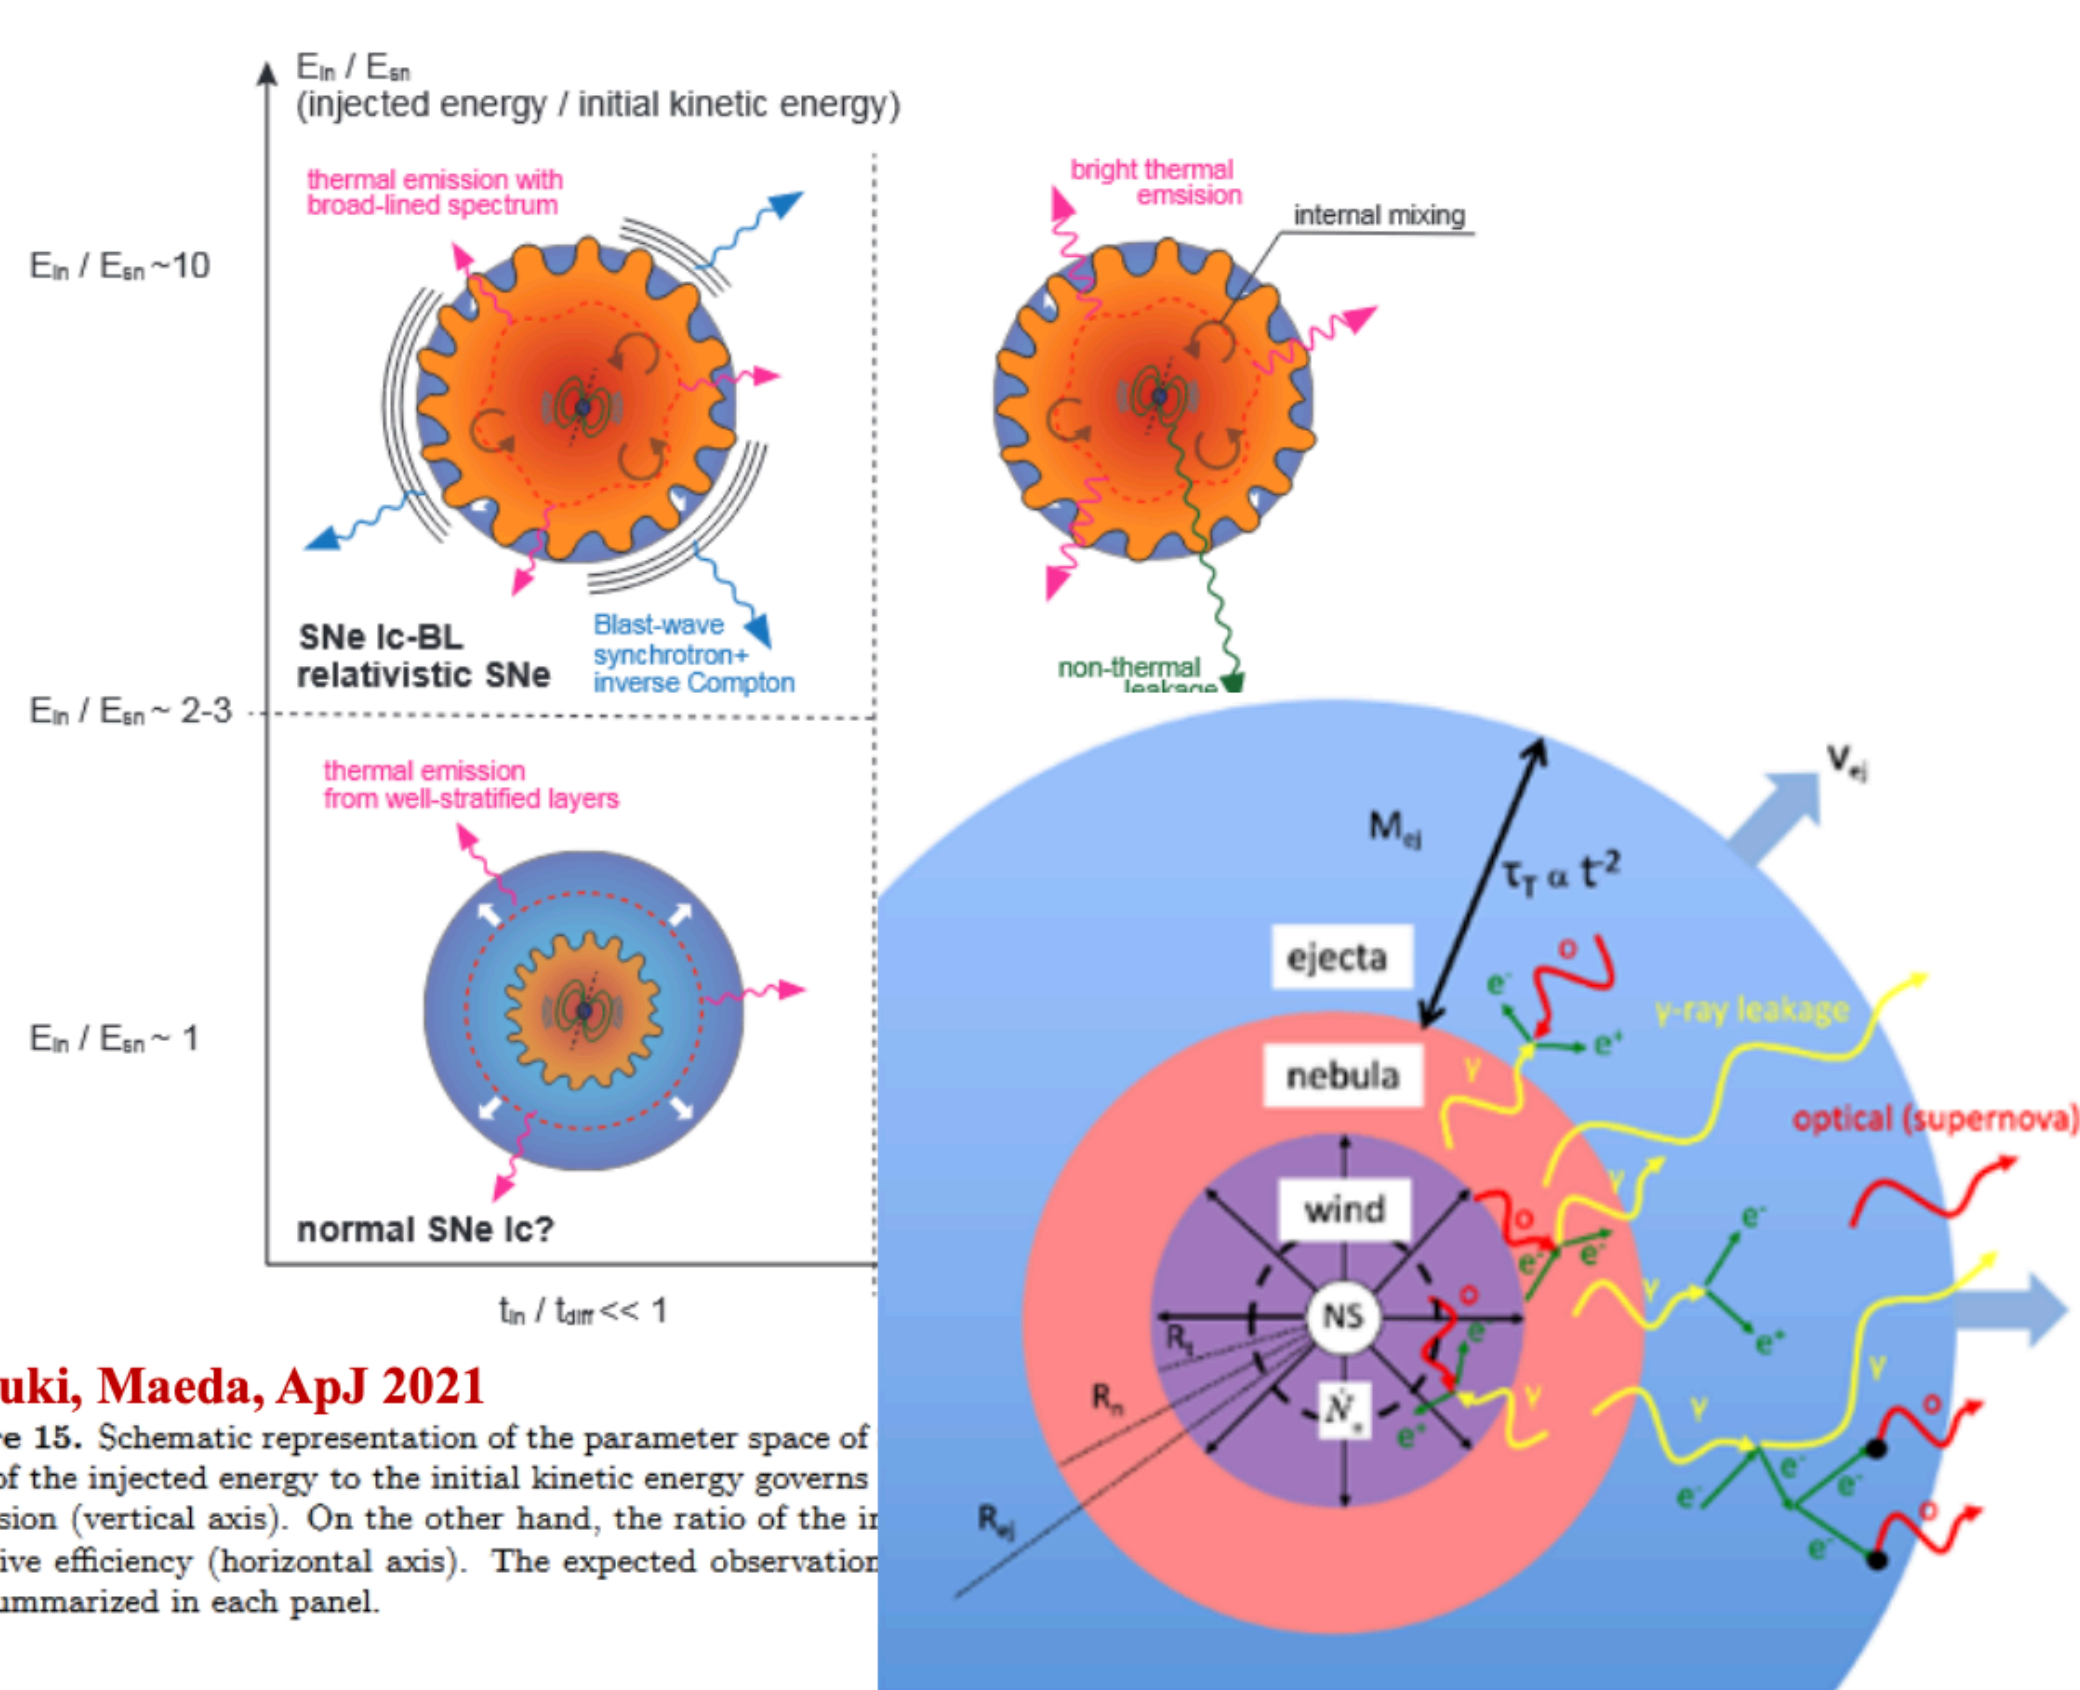 Ein / Esn
(injected energy / initial kinetic energy)
thermal emission with
broad-lined spectrum
Ein / Esn ~10
SNe Ic-BL
relativistic SNe
Blast-wave
synchrotron+
inverse Compton
bright thermal
emsision
internal mixing
non-thermal
leakage
Ein / Esn ~ 2-3
thermal emission
from well-stratified layers
Ein / Esn ~ 1
normal SNe Ic?
tin / tdiff << 1
uki, Maeda, ApJ 2021
re 15. Schematic representation of the parameter space of
of the injected energy to the initial kinetic energy governs
sion (vertical axis). On the other hand, the ratio of the in
ive efficiency (horizontal axis). The expected observation
ummarized in each panel.
Vej
Mej
τT α t-2
ejecta
o
e-
e+
γ
γ-ray leakage
nebula
optical (supernova)
wind
γ
o
e-
e-
e-
γ
e+
NS
o
e-
Rt
Rn
Ṅ
e+
γ
γ
γ
Rej
e-
e-
e-
e-
o
o